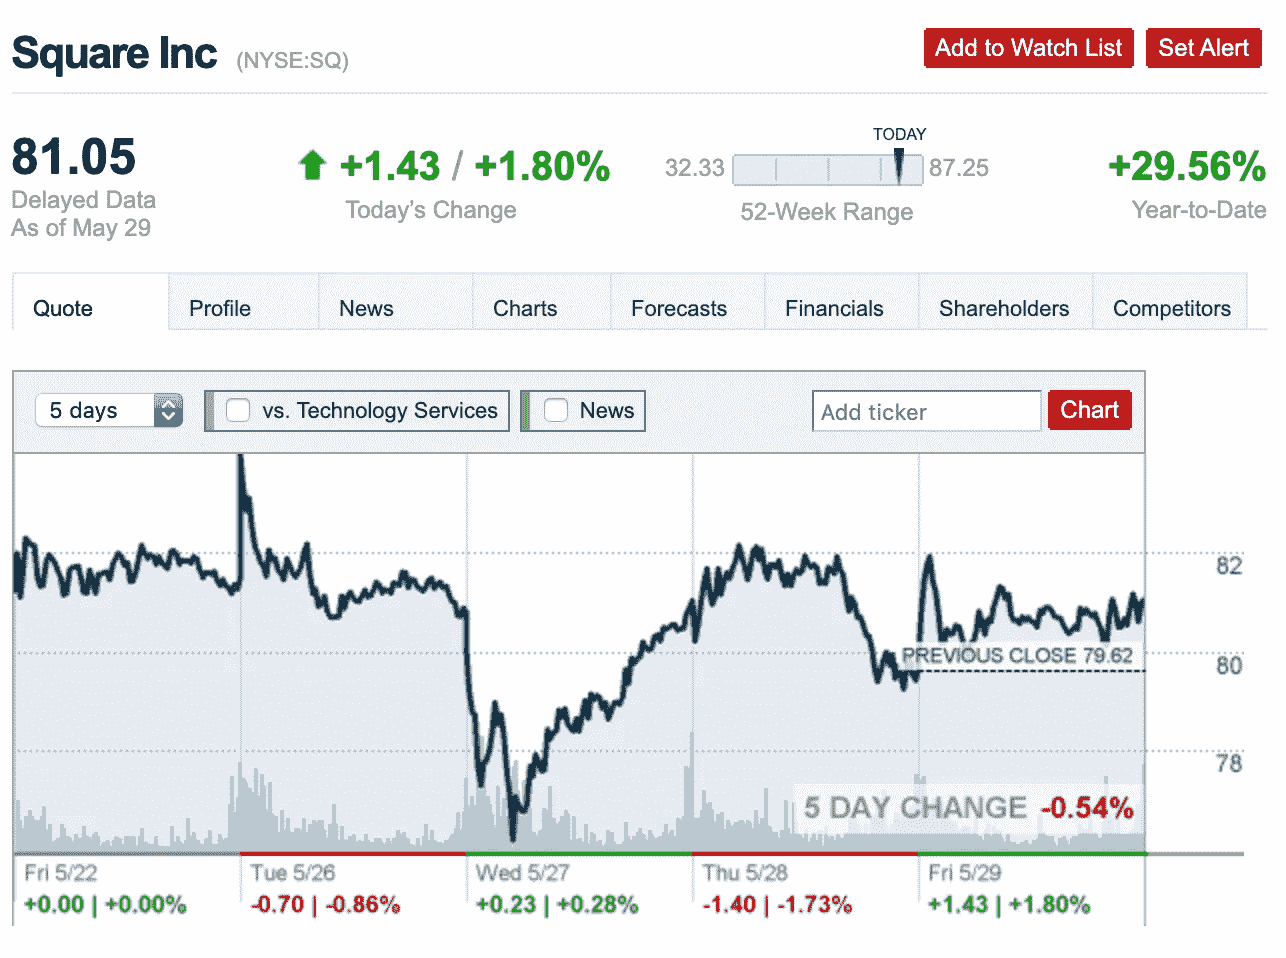 Square Inc (NYSE:SQ)
Add to Watch List
Set Alert
81.05
Delayed Data
As of May 29
+1.43 / +1.80%
Today's Change
TODAY
32.33
87.25
52-Week Range
+29.56%
Year-to-Date
Quote
Profile
News
Charts
Forecasts
Financials
Shareholders
Competitors
5 days
vs. Technology Services
News
Add ticker
Chart
82
PREVIOUS CLOSE 79.62
80
78
5 DAY CHANGE -0.54%
Fri 5/22
Tue 5/26
Wed 5/27
Thu 5/28
Fri 5/29
+0.00 | +0.00%
-0.70 | -0.86%
+0.23 | +0.28%
-1.40 | -1.73%
+1.43 | +1.80%